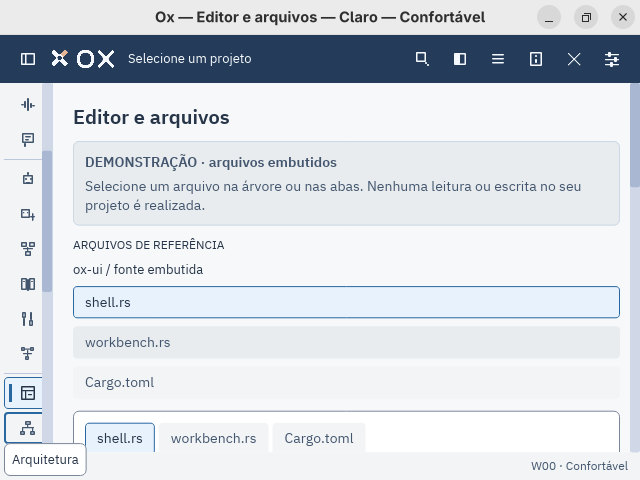 Ox — Editor e arquivos — Claro — Confortável
OX Selecione um projeto
Editor e arquivos
DEMONSTRAÇÃO · arquivos embutidos
Selecione um arquivo na árvore ou nas abas. Nenhuma leitura ou escrita no seu
projeto é realizada.
ARQUIVOS DE REFERÊNCIA
ox-ui / fonte embutida
shell.rs
workbench.rs
Cargo.toml
shell.rs workbench.rs Cargo.toml
Arquitetura
W00 · Confortável